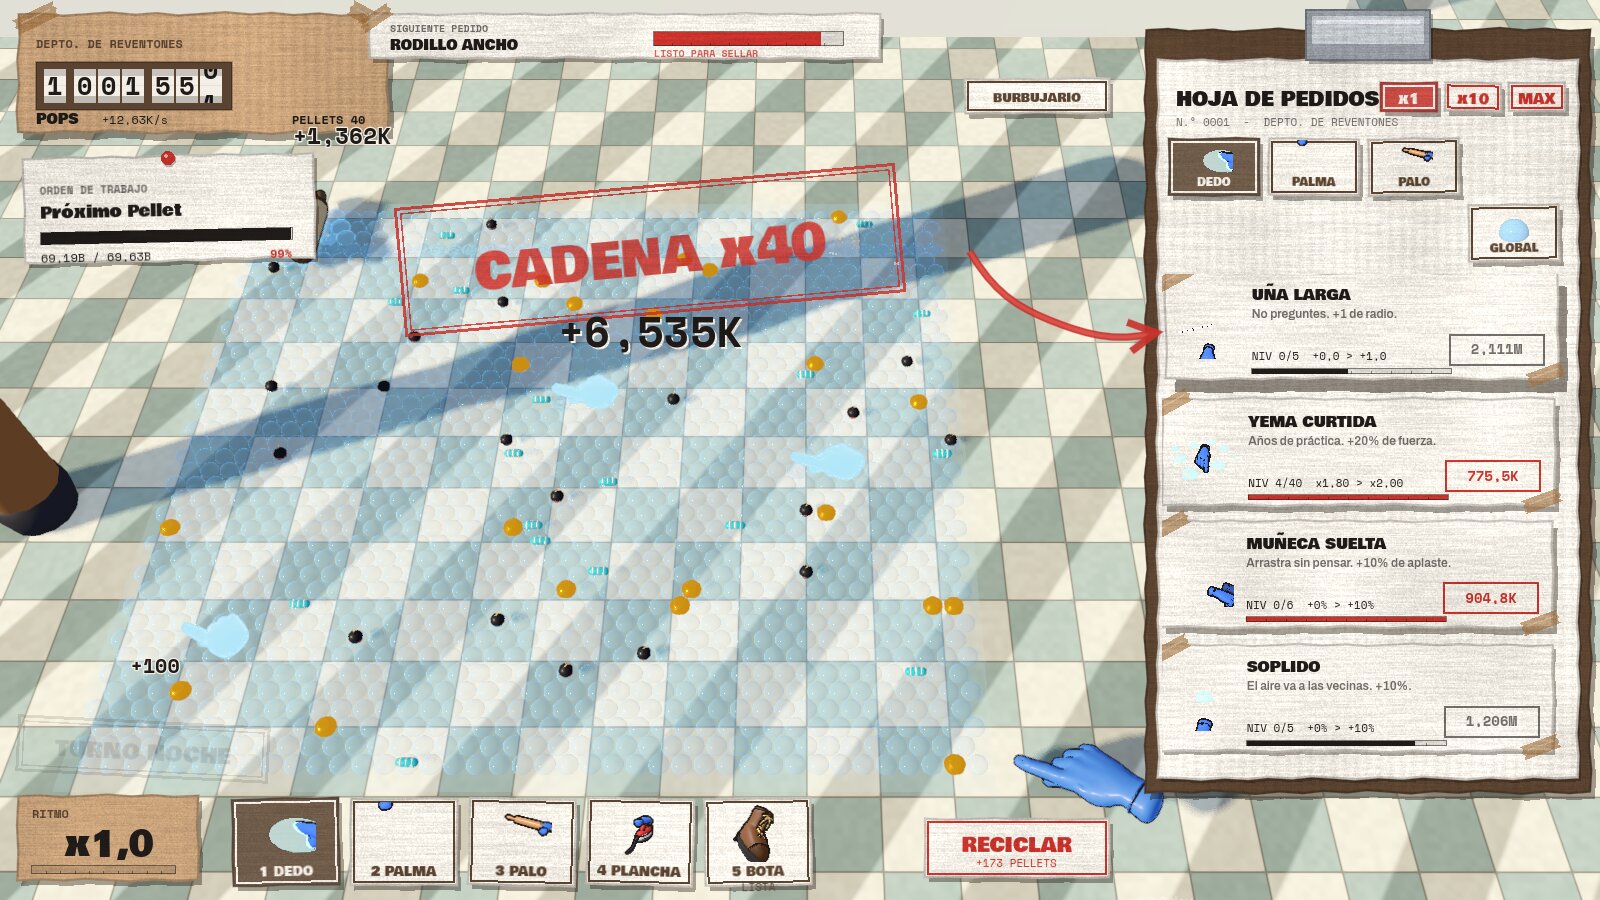 DEPTO. DE REVENTONES
1 001 55
POPS +12,63K/s
PELLETS 40
+1,362K
SIGUIENTE PEDIDO
RODILLO ANCHO
LISTO PARA SELLAR
BURBUJARIO
ORDEN DE TRABAJO
Próximo Pellet
69.19B / 69.63B
99%
CADENA x40
+6,535K
+100
TURNO NOCHE
RITMO
x1,0
1 DEDO
2 PALMA
3 PALO
4 PLANCHA
5 BOTA
LISTA
RECICLAR
+173 PELLETS
HOJA DE PEDIDOS
x1
x10
MAX
N.° 0001 - DEPTO. DE REVENTONES
DEDO
PALMA
PALO
GLOBAL
UÑA LARGA
No preguntes. +1 de radio.
NIV 0/5 +0,0 > +1,0
2,111M
YEMA CURTIDA
Años de práctica. +20% de fuerza.
NIV 4/40 x1,80 > x2,00
775,5K
MUÑECA SUELTA
Arrastra sin pensar. +10% de aplaste.
NIV 0/6 +0% > +10%
904,8K
SOPLIDO
El aire va a las vecinas. +10%.
NIV 0/5 +0% > +10%
1,206M